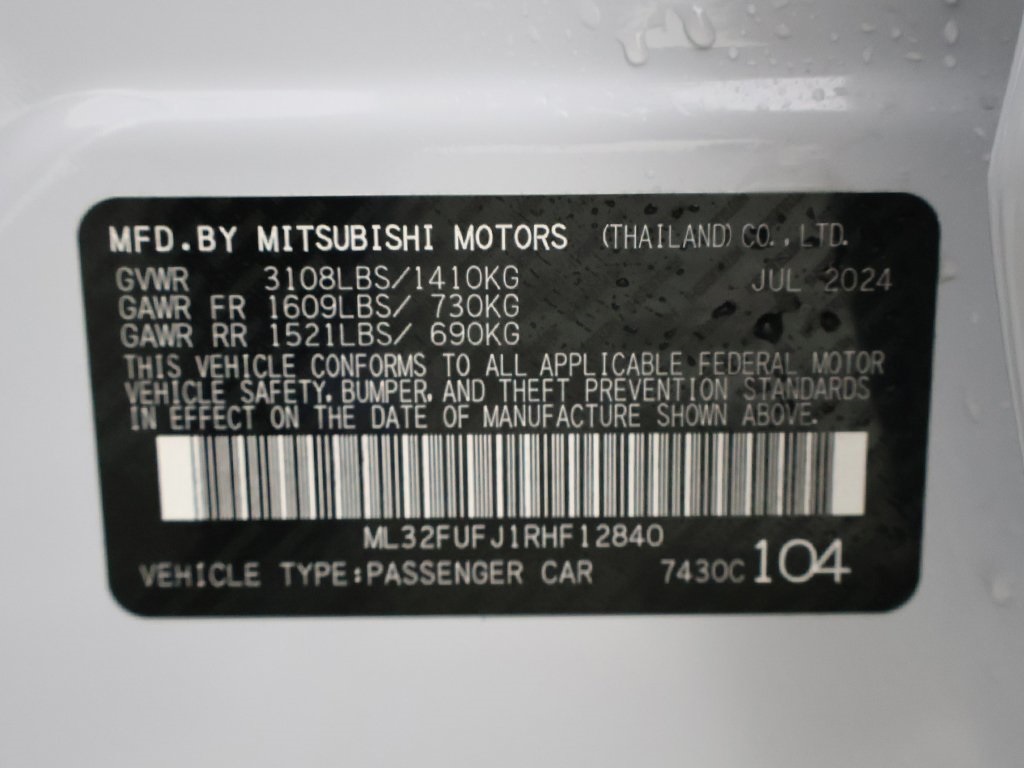 MFD.BY MITSUBISHI MOTORS (THAILAND) CO.,LTD.
GVWR 3108LBS/1410KG JUL 2024
GAWR FR 1609LBS/ 730KG
GAWR RR 1521LBS/ 690KG
THIS VEHICLE CONFORMS TO ALL APPLICABLE FEDERAL MOTOR
VEHICLE SAFETY, BUMPER, AND THEFT PREVENTION STANDARDS
IN EFFECT ON THE DATE OF MANUFACTURE SHOWN ABOVE.
ML32FUFJ1RHF12840
VEHICLE TYPE:PASSENGER CAR 7430C 104